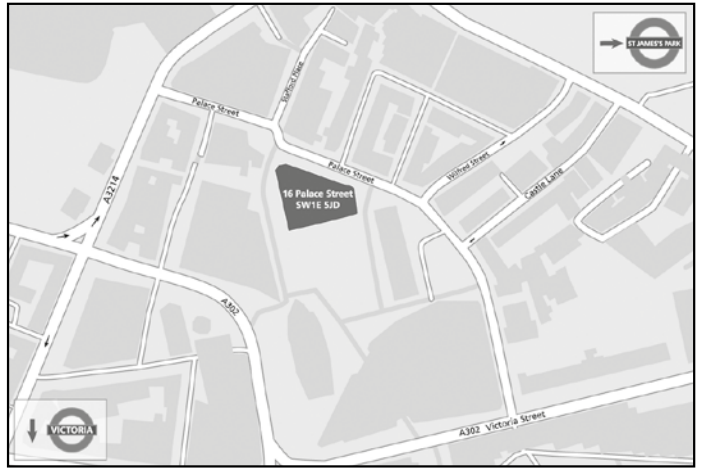 ST JAMES'S PARK
Stafford Place
Palace Street
Palace Street
Wilfred Street
16 Palace Street
SW1E 5JD
Castle Lane
A3214
A302
VICTORIA
A302 Victoria Street